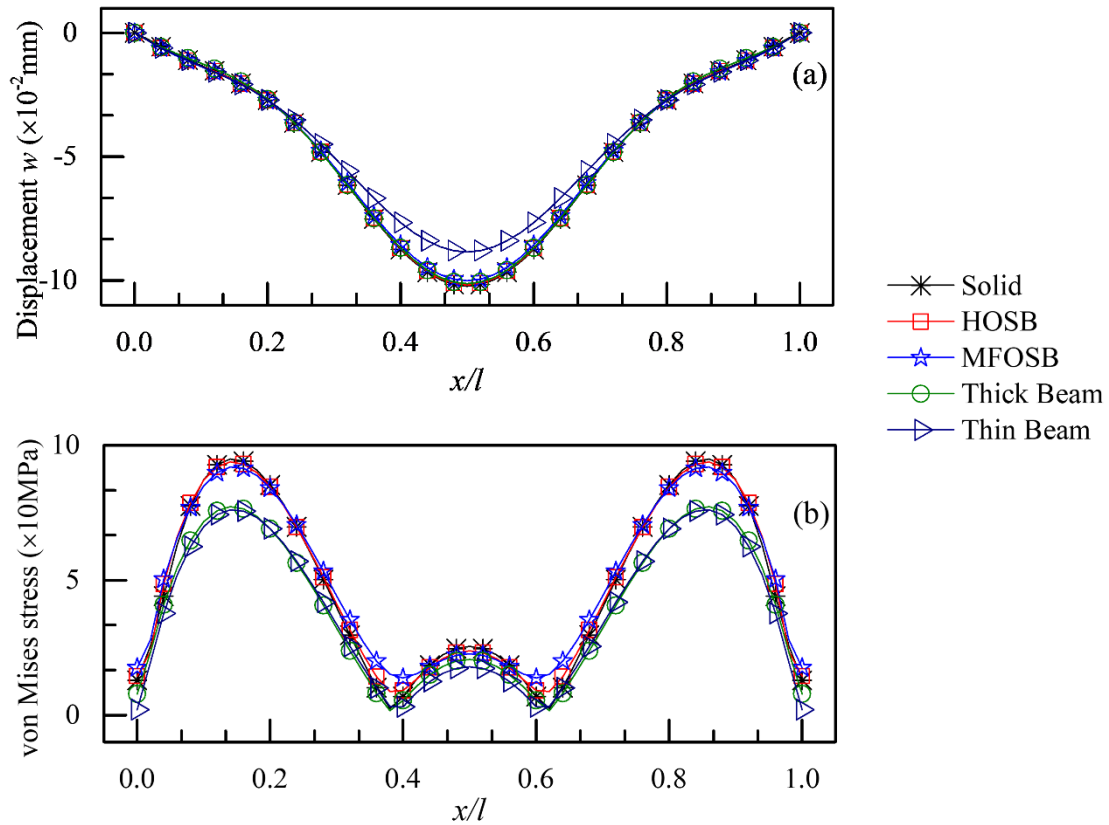 0
-5
-10
Displacement w (×10⁻²mm)
(a)
0.0 0.2 0.4 0.6 0.8 1.0
x/l
Solid
HOSB
MFOSB
Thick Beam
Thin Beam
10
5
0
von Mises stress (×10MPa)
(b)
0.0 0.2 0.4 0.6 0.8 1.0
x/l